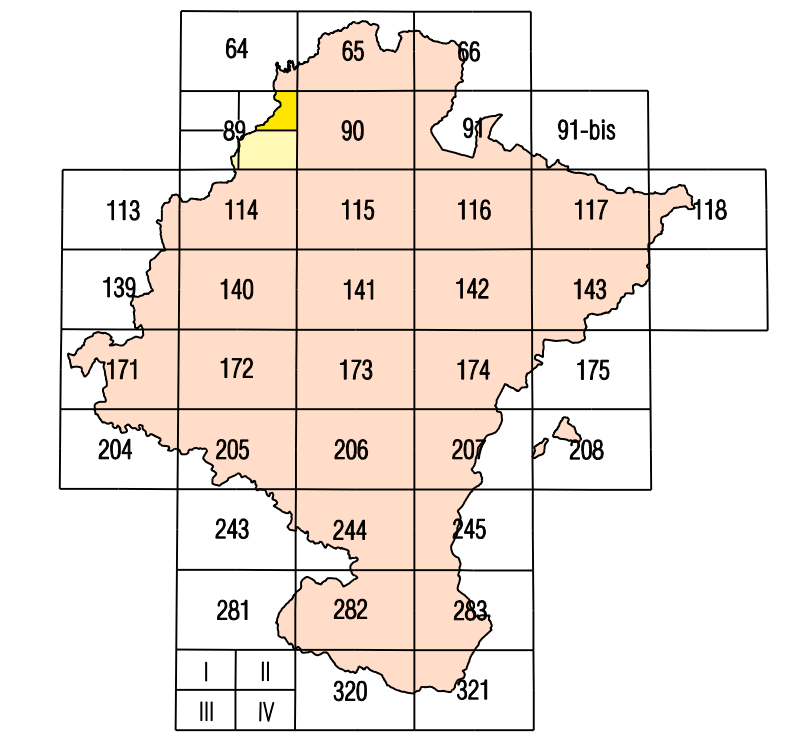 64 65 66
89 90 91 91-bis
113 114 115 116 117 118
139 140 141 142 143
171 172 173 174 175
204 205 206 207 208
243 244 245
281 282 283
I II
320 321
III IV